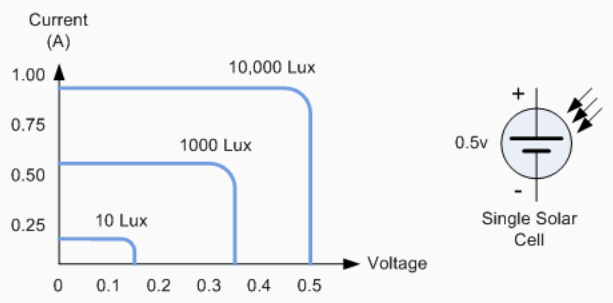 Current
(A)
1.00
0.75
0.50
0.25
10,000 Lux
1000 Lux
10 Lux
0 0.1 0.2 0.3 0.4 0.5
Voltage
+
0.5v
-
Single Solar
Cell